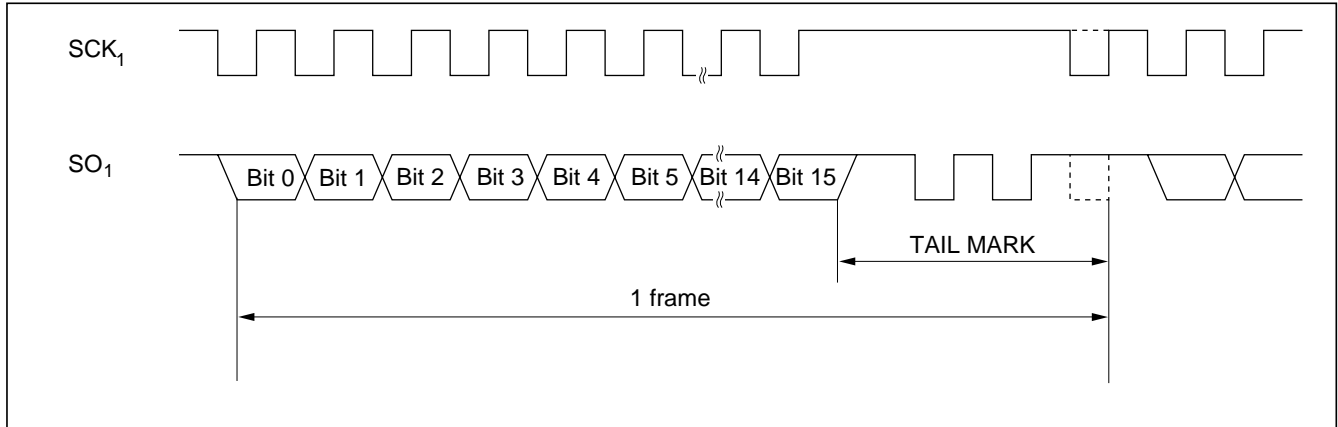 SCK1
SO1
Bit 0 Bit 1 Bit 2 Bit 3 Bit 4 Bit 5 Bit 14 Bit 15
TAIL MARK
1 frame